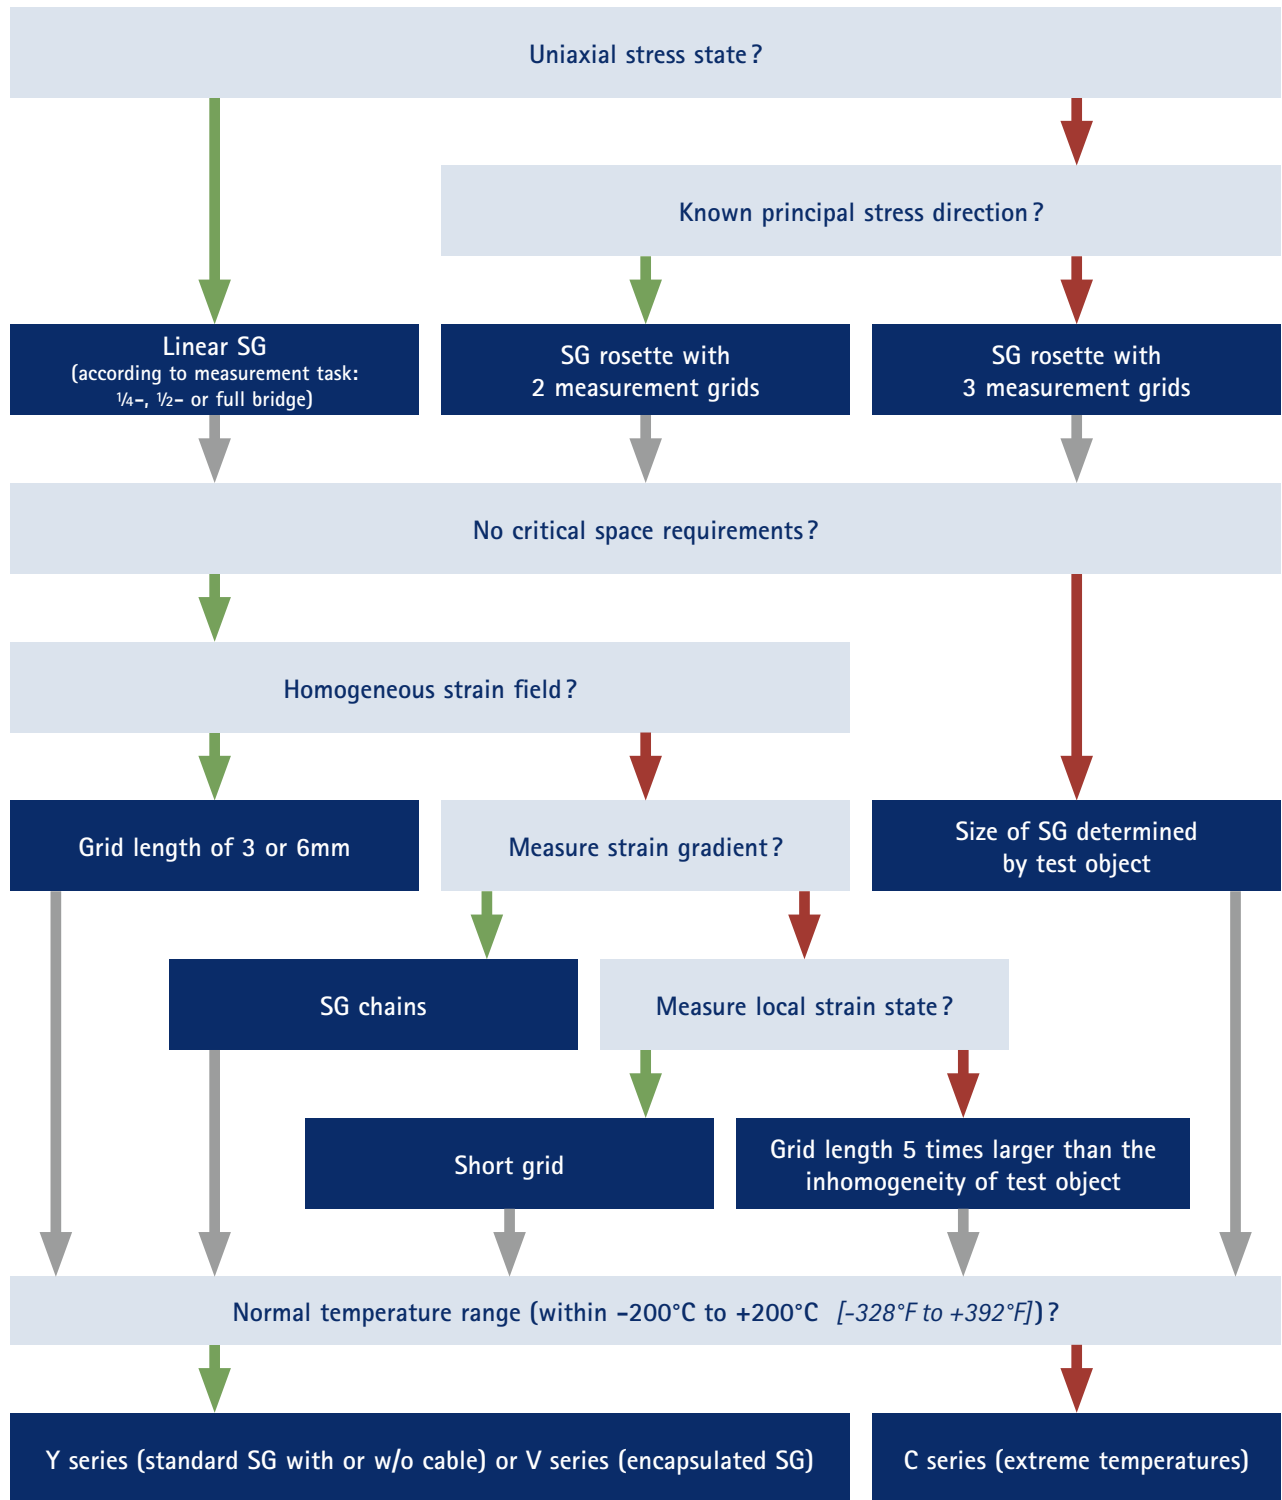 Uniaxial stress state?
Known principal stress direction?
Linear SG
(according to measurement task:
¼-, ½- or full bridge)
SG rosette with
2 measurement grids
SG rosette with
3 measurement grids
No critical space requirements?
Homogeneous strain field?
Grid length of 3 or 6mm
Measure strain gradient?
Size of SG determined
by test object
SG chains
Measure local strain state?
Short grid
Grid length 5 times larger than the
inhomogeneity of test object
Normal temperature range (within -200°C to +200°C [-328°F to +392°F])?
Y series (standard SG with or w/o cable) or V series (encapsulated SG)
C series (extreme temperatures)